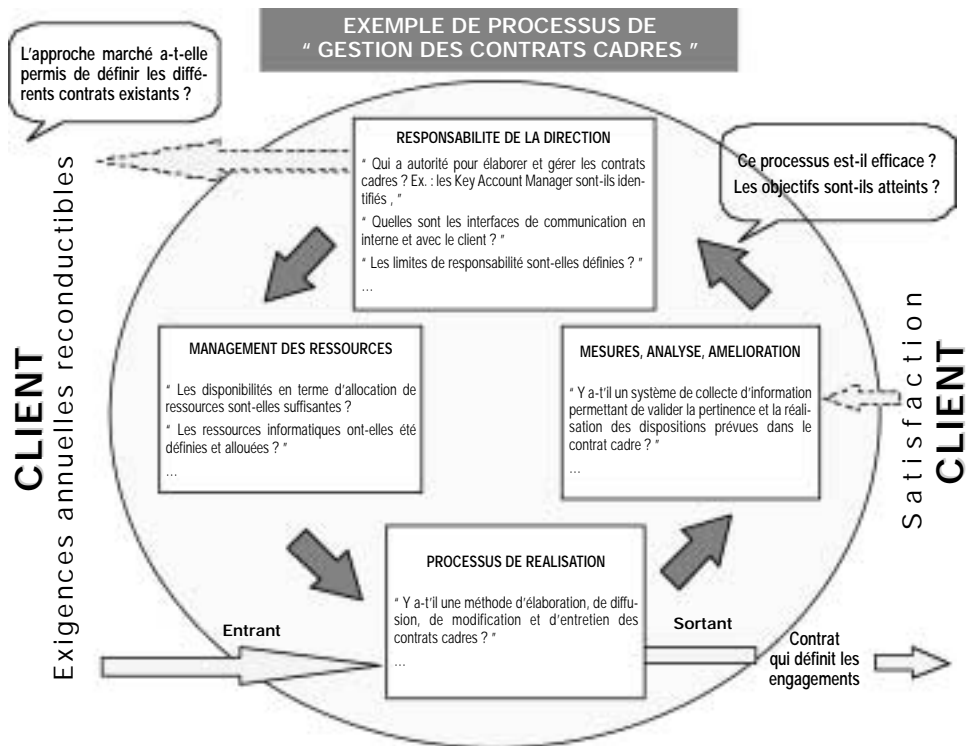 EXEMPLE DE PROCESSUS DE
“ GESTION DES CONTRATS CADRES ”
L’approche marché a-t-elle
permis de définir les diffé-
rents contrats existants ?
RESPONSABILITE DE LA DIRECTION
“ Qui a autorité pour élaborer et gérer les contrats
cadres ? Ex. : les Key Account Manager sont-ils iden-
tifiés , ”
“ Quelles sont les interfaces de communication en
interne et avec le client ? ”
“ Les limites de responsabilité sont-elles définies ? ”
...
Ce processus est-il efficace ?
Les objectifs sont-ils atteints ?
CLIENT
Exigences annuelles reconductibles
MANAGEMENT DES RESSOURCES
“ Les disponibilités en terme d’allocation de
ressources sont-elles suffisantes ?
“ Les ressources informatiques ont-elles été
définies et allouées ? ”
...
MESURES, ANALYSE, AMELIORATION
“ Y a-t’il un système de collecte d’information
permettant de valider la pertinence et la réali-
sation des dispositions prévues dans le
contrat cadre ? ”
...
Satisfaction
CLIENT
PROCESSUS DE REALISATION
“ Y a-t’il une méthode d’élaboration, de diffu-
sion, de modification et d’entretien des
contrats cadres ? ”
...
Entrant
Sortant
Contrat
qui définit les
engagements